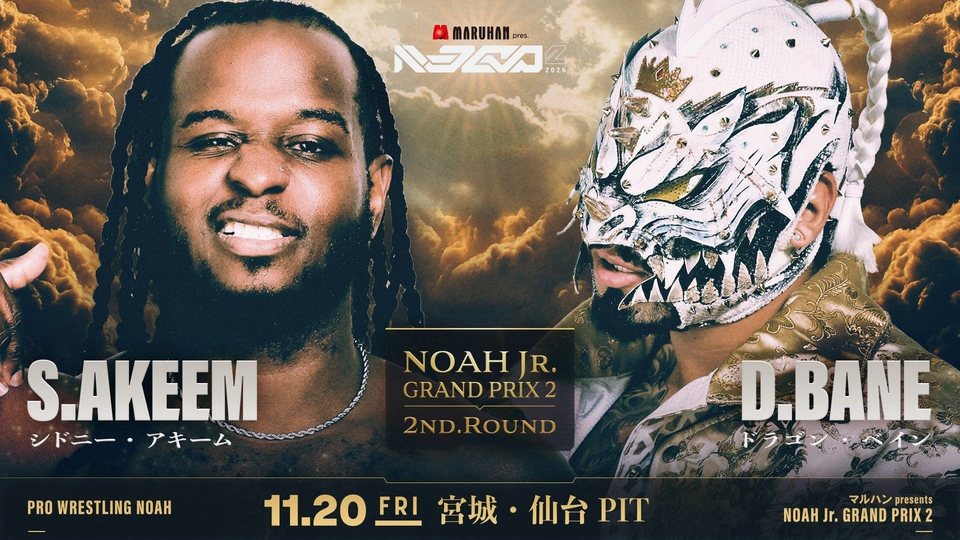 MARUHAN pres.
2
2026
S.AKEEM
シドニー・アキーム
NOAH Jr.
GRAND PRIX 2
2ND.ROUND
D.BANE
ドラゴン・ベイン
PRO WRESTLING NOAH
11.20 FRI 宮城・仙台 PIT
マルハン presents
NOAH Jr. GRAND PRIX 2